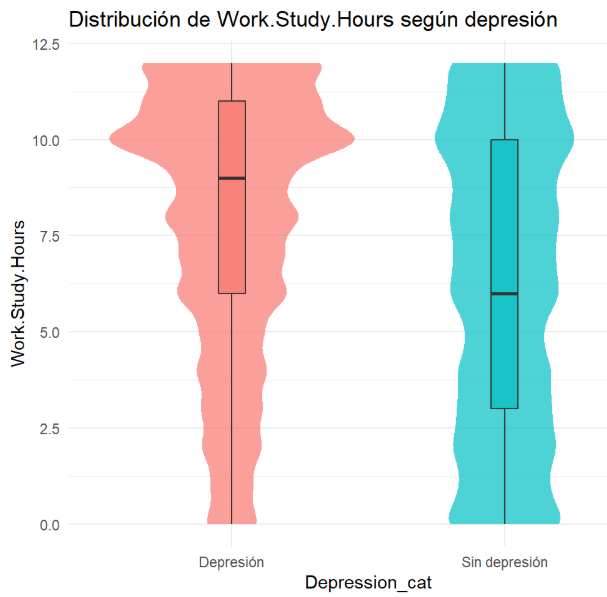 Distribución de Work.Study.Hours según depresión
12.5
10.0
7.5
5.0
2.5
0.0
Work.Study.Hours
Depresión
Sin depresión
Depression_cat